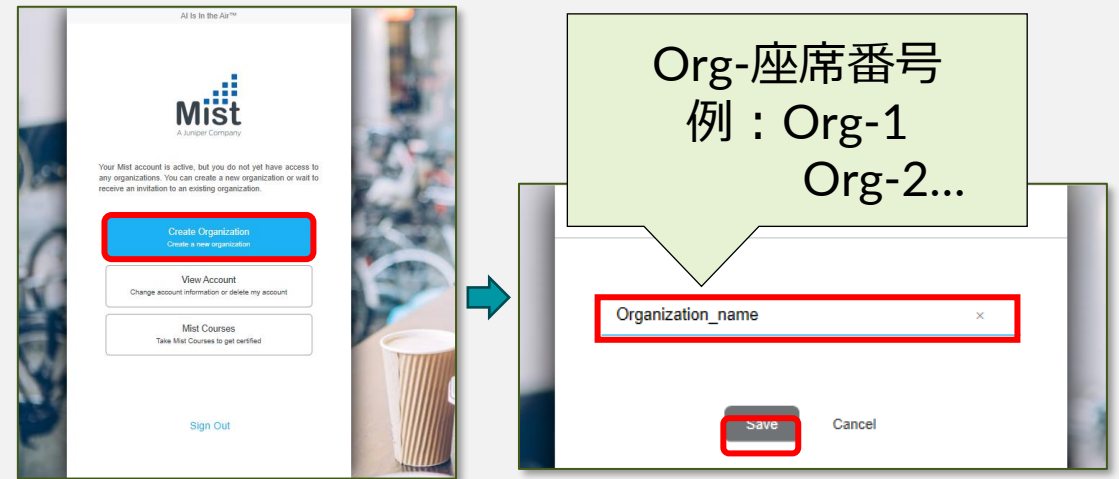 AI Is in the Air™
Mist
A Juniper Company
Your Mist account is active, but you do not yet have access to
any organizations. You can create a new organization or wait to
receive an invitation to an existing organization.
Create Organization
Create a new organization
View Account
Change account information or delete my account
Mist Courses
Take Mist Courses to get certified
Sign Out
Org-座席番号
例：Org-1
Org-2...
Organization_name ×
Save Cancel